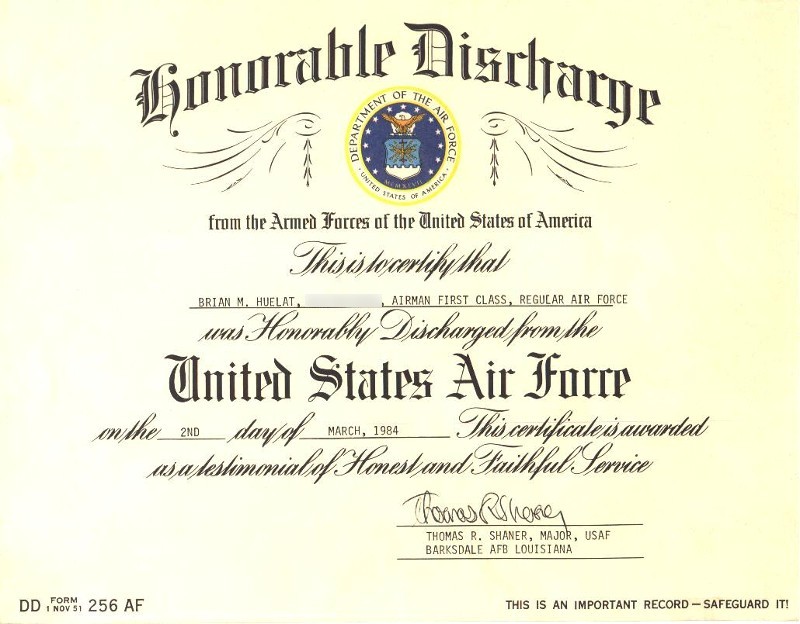 Honorable Discharge
DEPARTMENT OF THE AIR FORCE
MCMXLVII
UNITED STATES OF AMERICA
from the Armed Forces of the United States of America
This is to certify that
BRIAN M. HUELAT, , AIRMAN FIRST CLASS, REGULAR AIR FORCE
was Honorably Discharged from the
United States Air Force
on the 2ND day of MARCH, 1984 This certificate is awarded
as a testimonial of Honest and Faithful Service
Thomas R Shaner
THOMAS R. SHANER, MAJOR, USAF
BARKSDALE AFB LOUISIANA
DD FORM 1 NOV 51 256 AF
THIS IS AN IMPORTANT RECORD — SAFEGUARD IT!